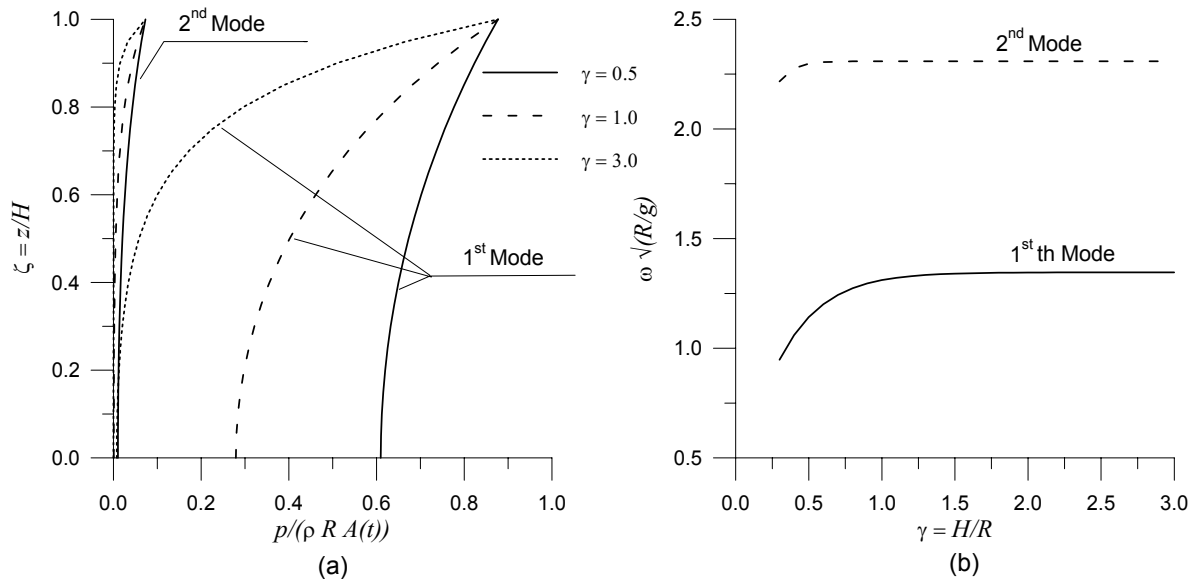 1.0
0.8
0.6
0.4
0.2
0.0
ζ = z/H
0.0 0.2 0.4 0.6 0.8 1.0
p/(ρ R A(t))
(a)
2nd Mode
1st Mode
γ = 0.5
γ = 1.0
γ = 3.0
2.5
2.0
1.5
1.0
0.5
ω √(R/g)
0.0 0.5 1.0 1.5 2.0 2.5 3.0
γ = H/R
(b)
2nd Mode
1st th Mode